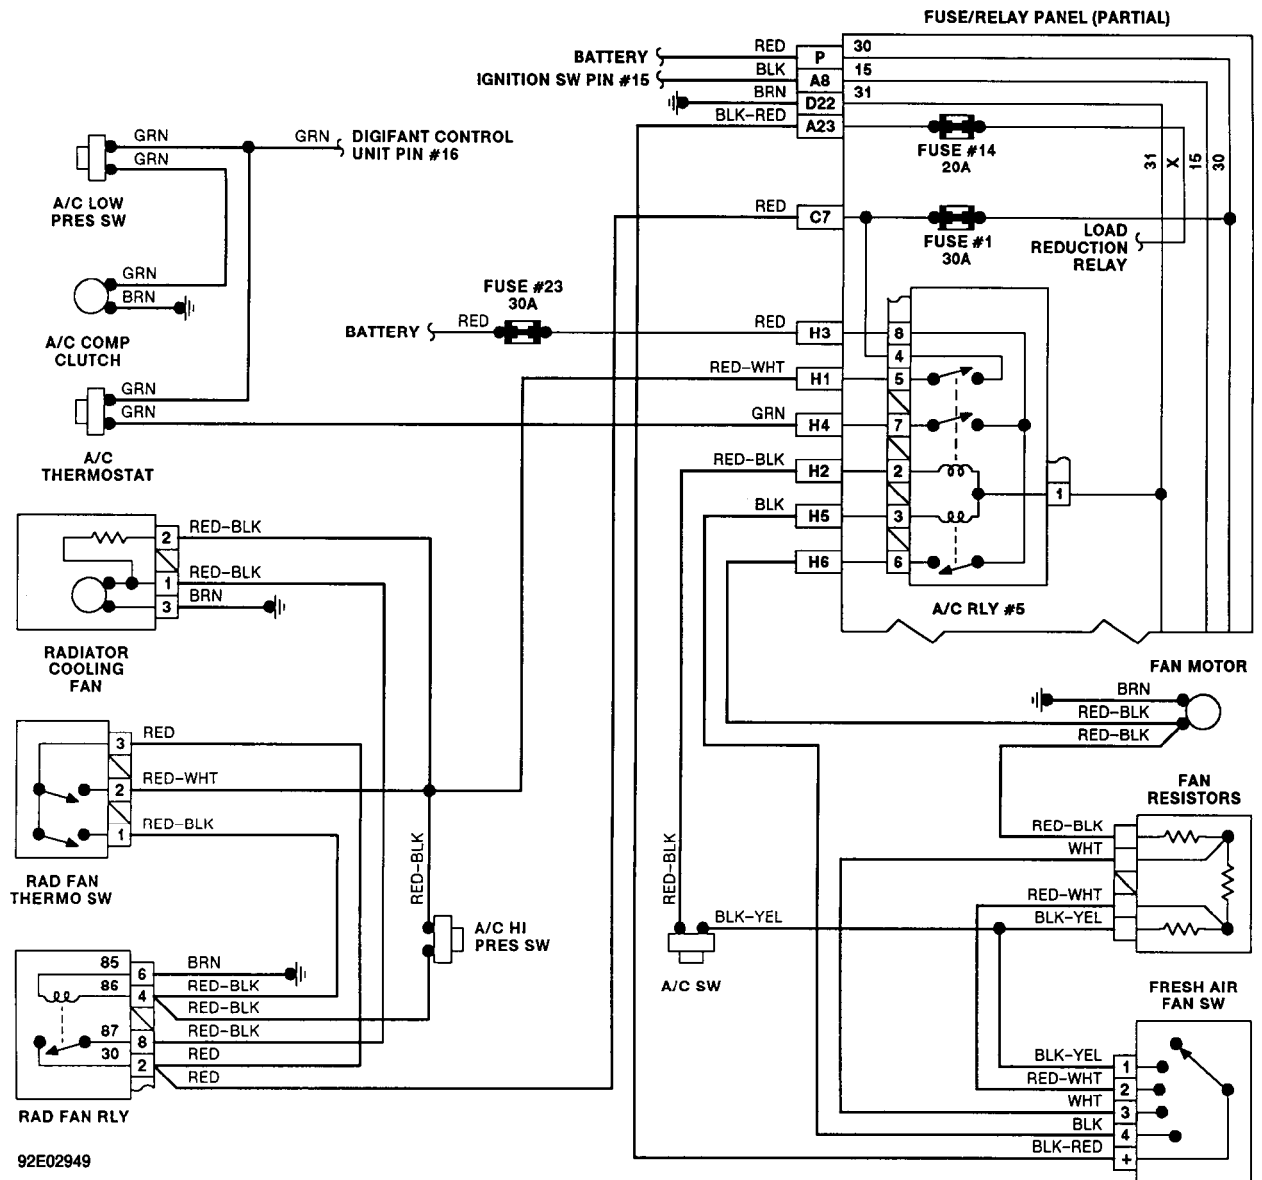 FUSE/RELAY PANEL (PARTIAL)
BATTERY RED P 30
IGNITION SW PIN #15 BLK A8 15
BRN D22 31
BLK-RED A23
FUSE #14
20A
31 X 15 30
GRN
GRN
GRN DIGIFANT CONTROL
UNIT PIN #16
A/C LOW
PRES SW
RED C7
FUSE #1
30A
LOAD
REDUCTION
RELAY
GRN
BRN
A/C COMP
CLUTCH
FUSE #23
30A
BATTERY RED RED H3 8
4
RED-WHT H1 5
GRN
GRN
A/C
THERMOSTAT
GRN H4 7
RED-BLK H2 2
1
BLK H5 3
H6 6
A/C RLY #5
RED-BLK 2
RED-BLK 1
BRN 3
RADIATOR
COOLING
FAN
FAN MOTOR
BRN
RED-BLK
RED-BLK
3 RED
2 RED-WHT
1 RED-BLK
RAD FAN
THERMO SW
FAN
RESISTORS
RED-BLK
WHT
RED-WHT
BLK-YEL
RED-BLK
A/C HI
PRES SW
RED-BLK
BLK-YEL
A/C SW
85 6 BRN
86 4 RED-BLK
RED-BLK
87 8 RED-BLK
30 2 RED
RED
RAD FAN RLY
FRESH AIR
FAN SW
BLK-YEL 1
RED-WHT 2
WHT 3
BLK 4
BLK-RED +
92E02949